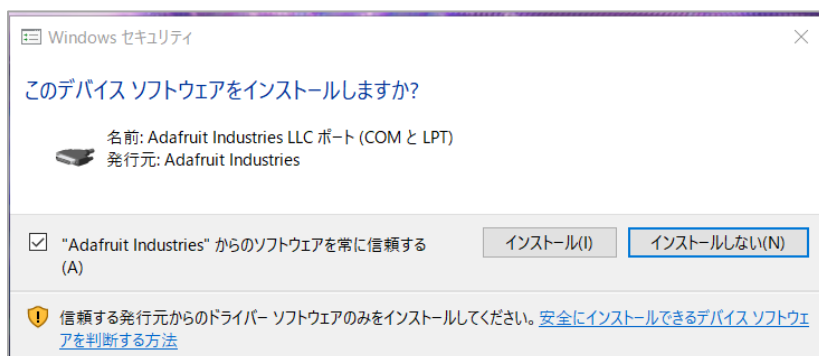 Windows セキュリティ
このデバイス ソフトウェアをインストールしますか?
名前: Adafruit Industries LLC ポート (COM と LPT)
発行元: Adafruit Industries
"Adafruit Industries" からのソフトウェアを常に信頼する
(A)
インストール(I)
インストールしない(N)
信頼する発行元からのドライバー ソフトウェアのみをインストールしてください。安全にインストールできるデバイス ソフトウェ
アを判断する方法